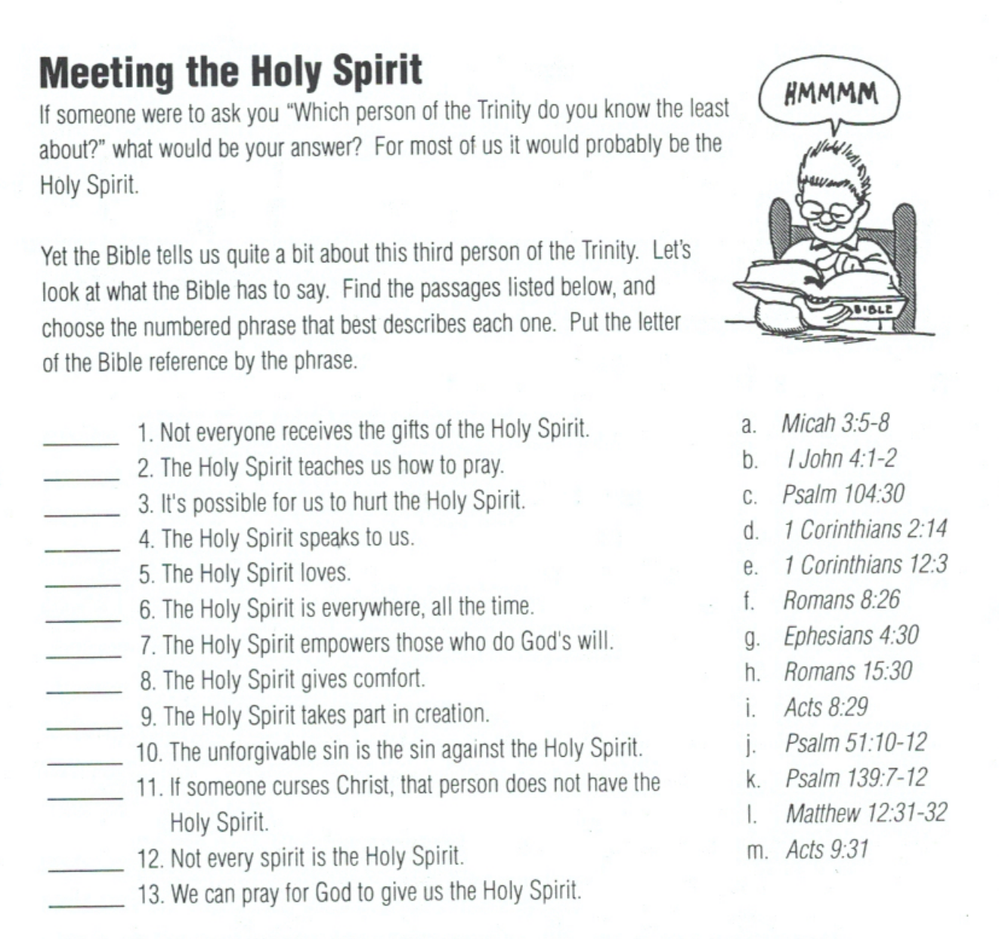 Meeting the Holy Spirit
HMMMM
If someone were to ask you “Which person of the Trinity do you know the least
about?” what would be your answer?  For most of us it would probably be the
Holy Spirit.
Yet the Bible tells us quite a bit about this third person of the Trinity.  Let's
look at what the Bible has to say.  Find the passages listed below, and
choose the numbered phrase that best describes each one.  Put the letter
of the Bible reference by the phrase.
BIBLE
______ 1. Not everyone receives the gifts of the Holy Spirit.
______ 2. The Holy Spirit teaches us how to pray.
______ 3. It's possible for us to hurt the Holy Spirit.
______ 4. The Holy Spirit speaks to us.
______ 5. The Holy Spirit loves.
______ 6. The Holy Spirit is everywhere, all the time.
______ 7. The Holy Spirit empowers those who do God's will.
______ 8. The Holy Spirit gives comfort.
______ 9. The Holy Spirit takes part in creation.
______ 10. The unforgivable sin is the sin against the Holy Spirit.
______ 11. If someone curses Christ, that person does not have the
Holy Spirit.
______ 12. Not every spirit is the Holy Spirit.
______ 13. We can pray for God to give us the Holy Spirit.
a. Micah 3:5-8
b. I John 4:1-2
c. Psalm 104:30
d. 1 Corinthians 2:14
e. 1 Corinthians 12:3
f. Romans 8:26
g. Ephesians 4:30
h. Romans 15:30
i. Acts 8:29
j. Psalm 51:10-12
k. Psalm 139:7-12
l. Matthew 12:31-32
m. Acts 9:31